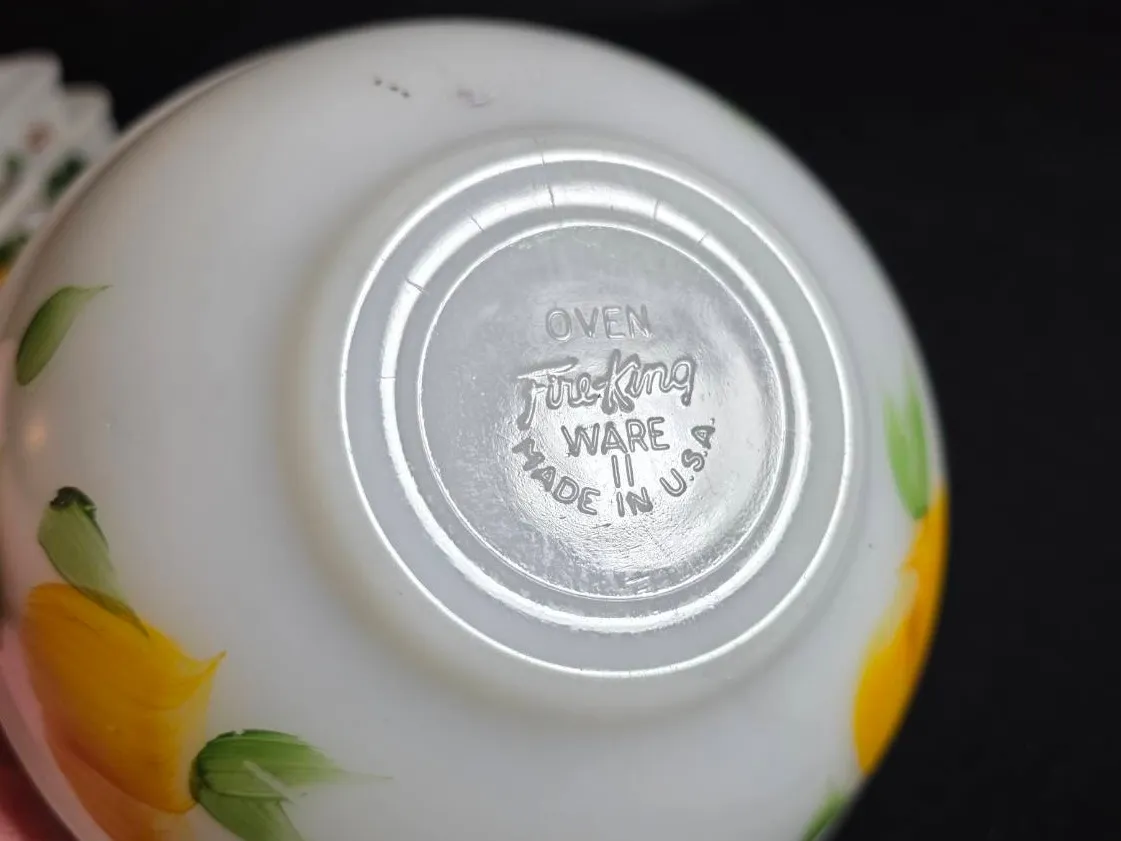 OVEN
Fire-King
WARE
11
MADE IN U.S.A